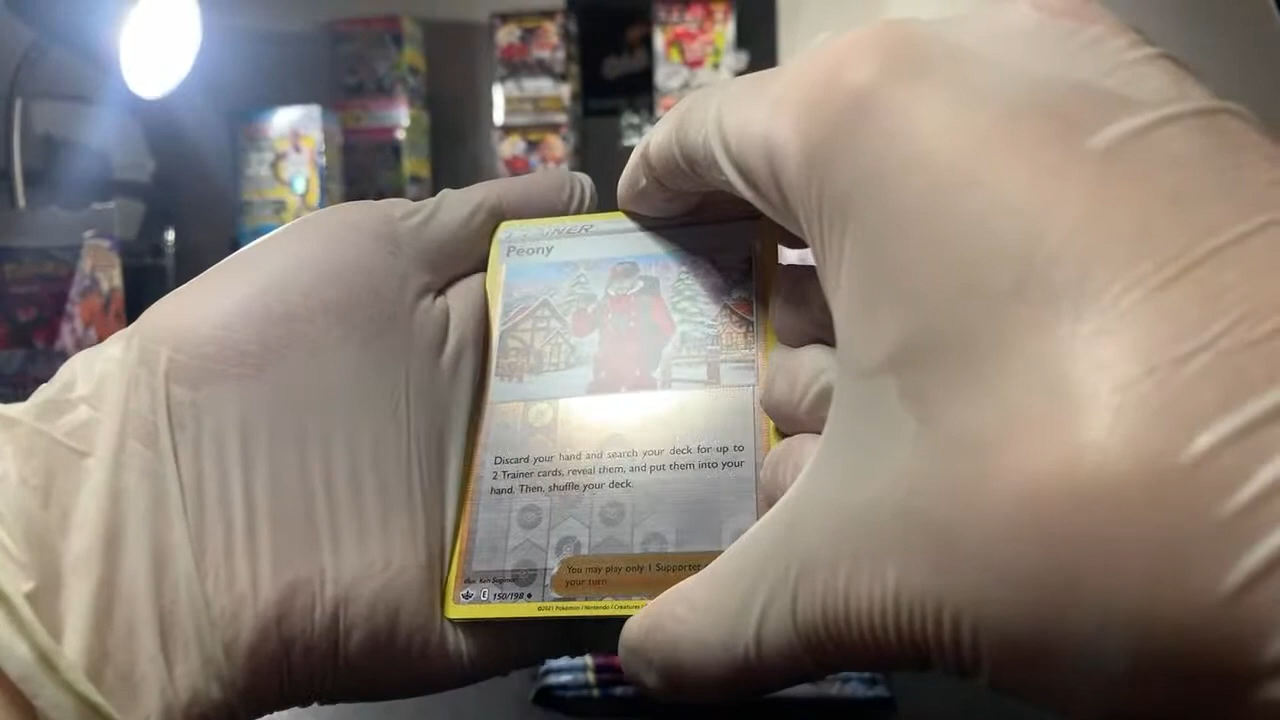 TRAINER
Peony
Discard your hand and search your deck for up to
2 Trainer cards, reveal them, and put them into your
hand. Then, shuffle your deck.
You may play only 1 Supporter
your turn
Illus. Ken Sugimori
E 150/198
©2021 Pokémon / Nintendo / Creatures